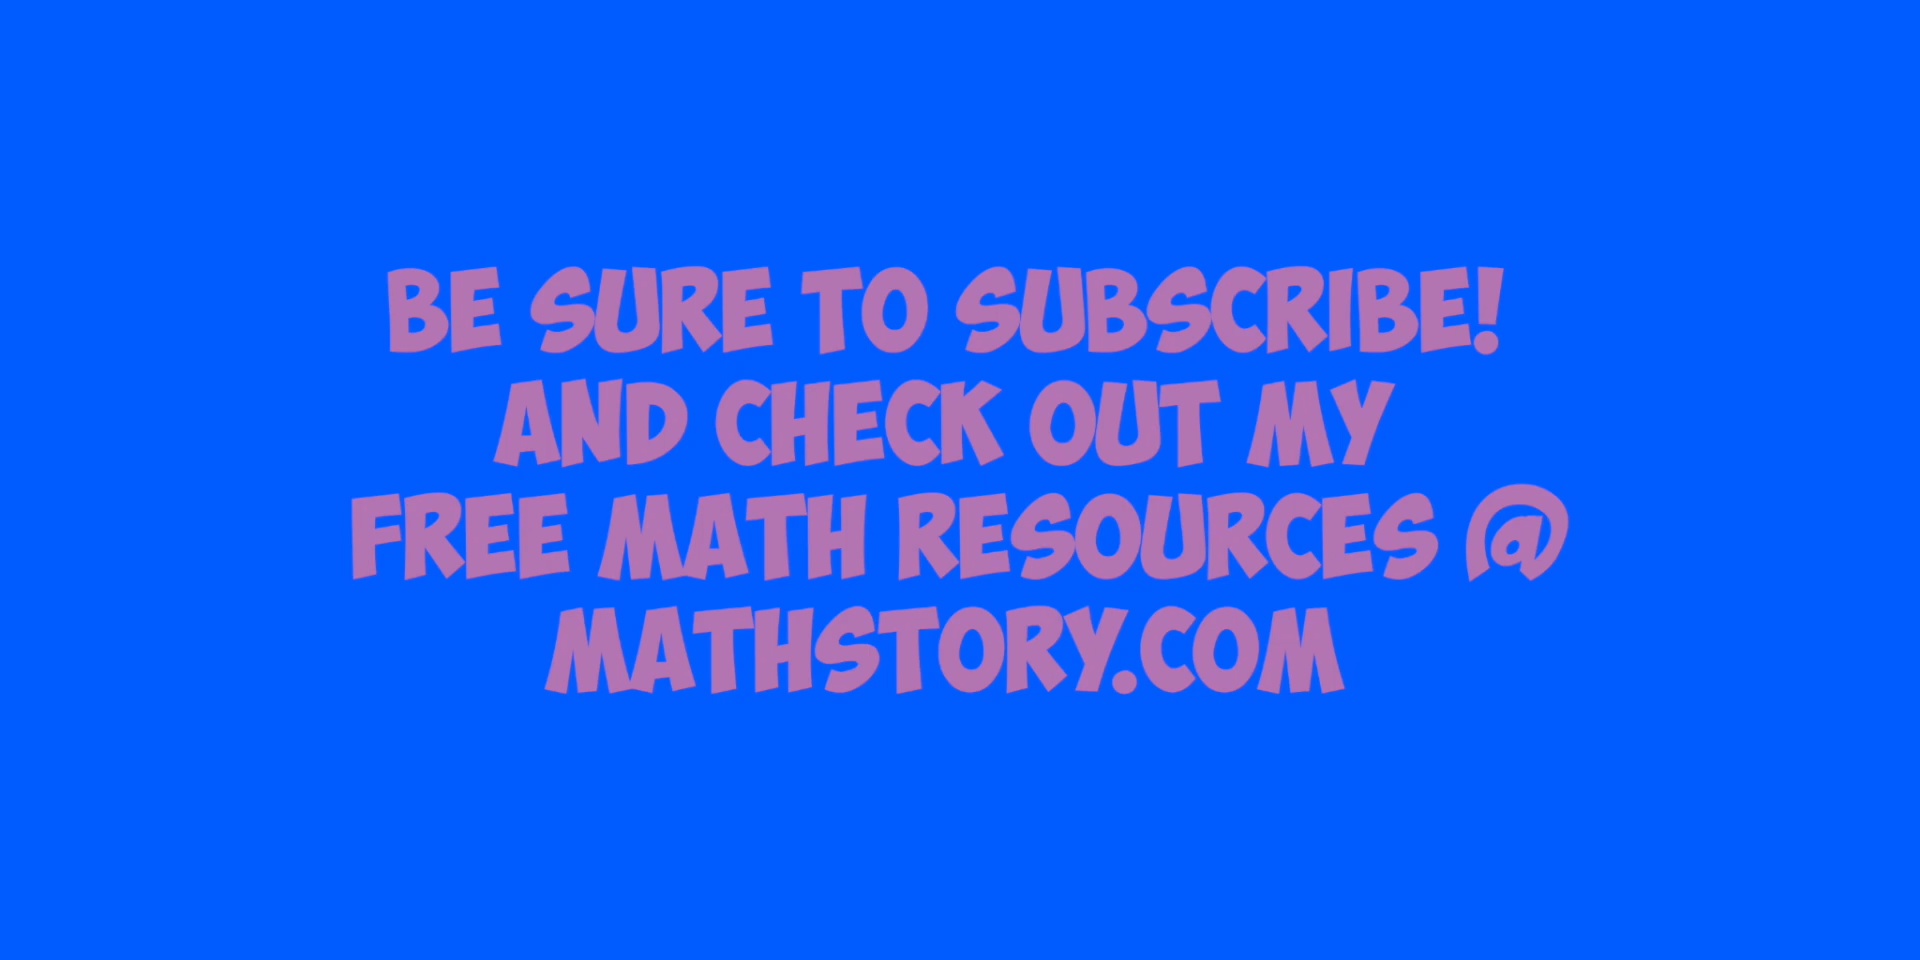 BE SURE TO SUBSCRIBE!
AND CHECK OUT MY
FREE MATH RESOURCES @
MATHSTORY.COM